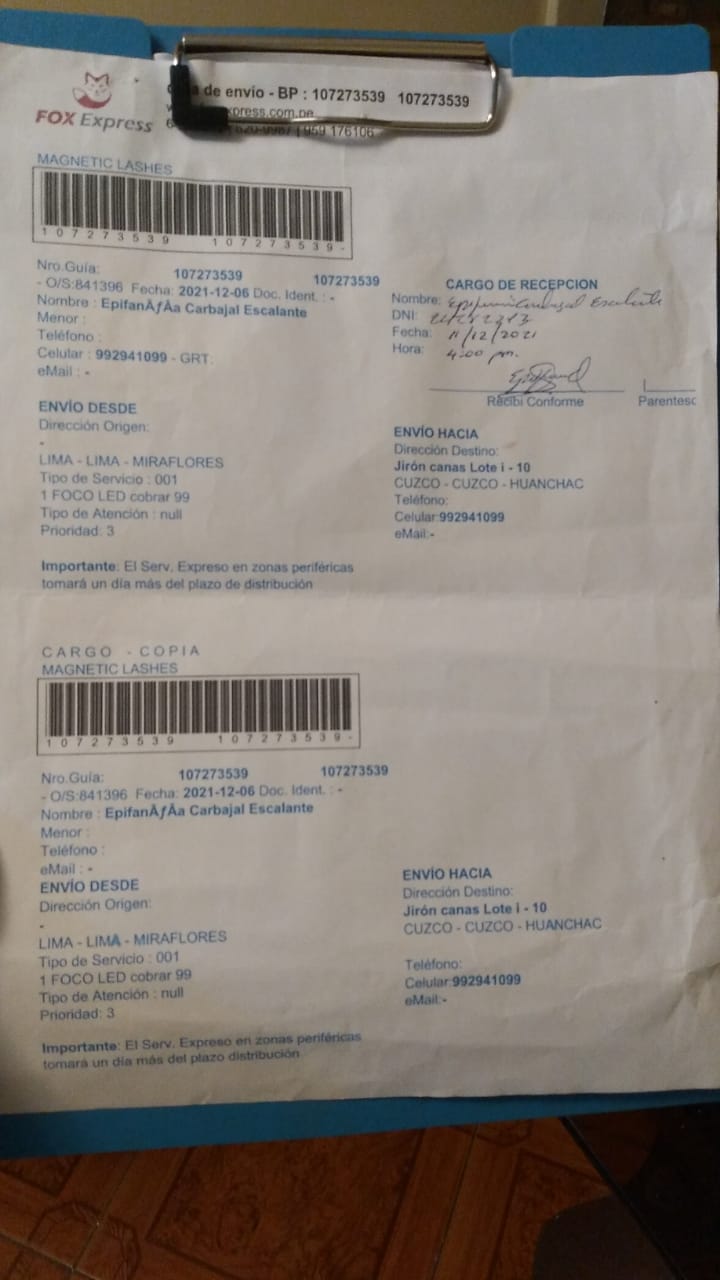 FOX Express
a de envío - BP : 107273539 107273539
xpress.com.pe
959 176106
MAGNETIC LASHES
107273539 107273539-
Nro.Guía: 107273539 107273539
- O/S:841396 Fecha: 2021-12-06 Doc. Ident. : -
Nombre : EpifanÃƒÂa Carbajal Escalante
Menor :
Teléfono :
Celular : 992941099 - GRT:
eMail : -
CARGO DE RECEPCION
Nombre: Escalante
DNI:
Fecha: 11/12/2021
Hora: 4:00 pm.
Recibi Conforme Parentesc
ENVÍO DESDE
Dirección Origen:
-
LIMA - LIMA - MIRAFLORES
Tipo de Servicio : 001
1 FOCO LED cobrar 99
Tipo de Atención : null
Prioridad: 3
ENVÍO HACIA
Dirección Destino:
Jirón canas Lote i - 10
CUZCO - CUZCO - HUANCHAC
Teléfono:
Celular:992941099
eMail:-
Importante: El Serv. Expreso en zonas periféricas
tomará un día más del plazo de distribución
CARGO - COPIA
MAGNETIC LASHES
107273539 107273539-
Nro.Guía: 107273539 107273539
- O/S:841396 Fecha: 2021-12-06 Doc. Ident. : -
Nombre : EpifanÃƒÂa Carbajal Escalante
Menor :
Teléfono :
eMail : -
ENVÍO DESDE
Dirección Origen:
-
LIMA - LIMA - MIRAFLORES
Tipo de Servicio : 001
1 FOCO LED cobrar 99
Tipo de Atención : null
Prioridad: 3
ENVÍO HACIA
Dirección Destino:
Jirón canas Lote i - 10
CUZCO - CUZCO - HUANCHAC
Teléfono:
Celular:992941099
eMail:-
Importante: El Serv. Expreso en zonas periféricas
tomará un día más del plazo distribución